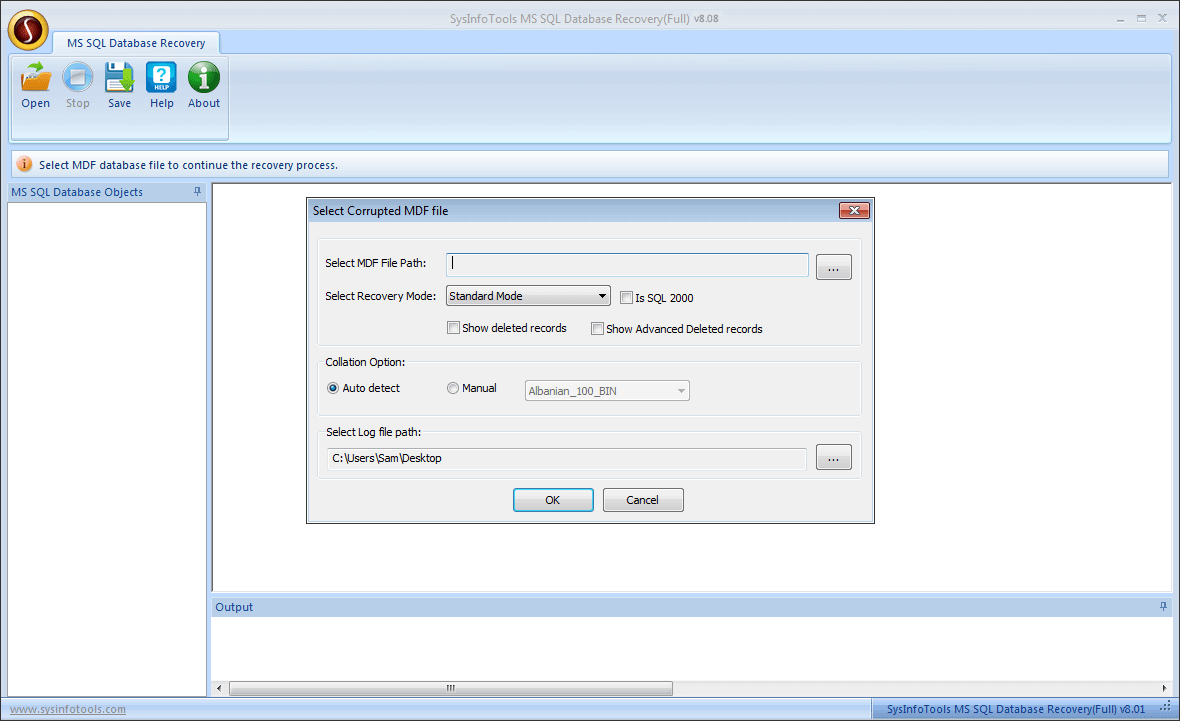 SysInfoTools MS SQL Database Recovery(Full) v8.08
MS SQL Database Recovery
Open Stop Save Help About
HELP
Select MDF database file to continue the recovery process.
MS SQL Database Objects
Select Corrupted MDF file
Select MDF File Path:
...
Select Recovery Mode: Standard Mode Is SQL 2000
Show deleted records Show Advanced Deleted records
Collation Option:
Auto detect Manual Albanian_100_BIN
Select Log file path:
C:\Users\Sam\Desktop ...
OK Cancel
Output
www.sysinfotools.com SysInfoTools MS SQL Database Recovery(Full) v8.01